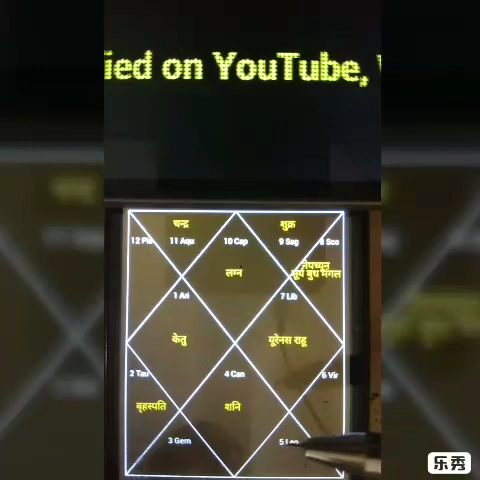 ied on YouTube,
चन्द्र
शुक्र
12 Pis
11 Aqu
10 Cap
9 Sag
8 Sco
लग्न
नेपच्यून
सूर्य बुध मंगल
1 Ari
7 Lib
केतु
यूरेनस राहू
2 Tau
4 Can
6 Vir
बृहस्पति
शनि
3 Gem
5 Leo
乐秀